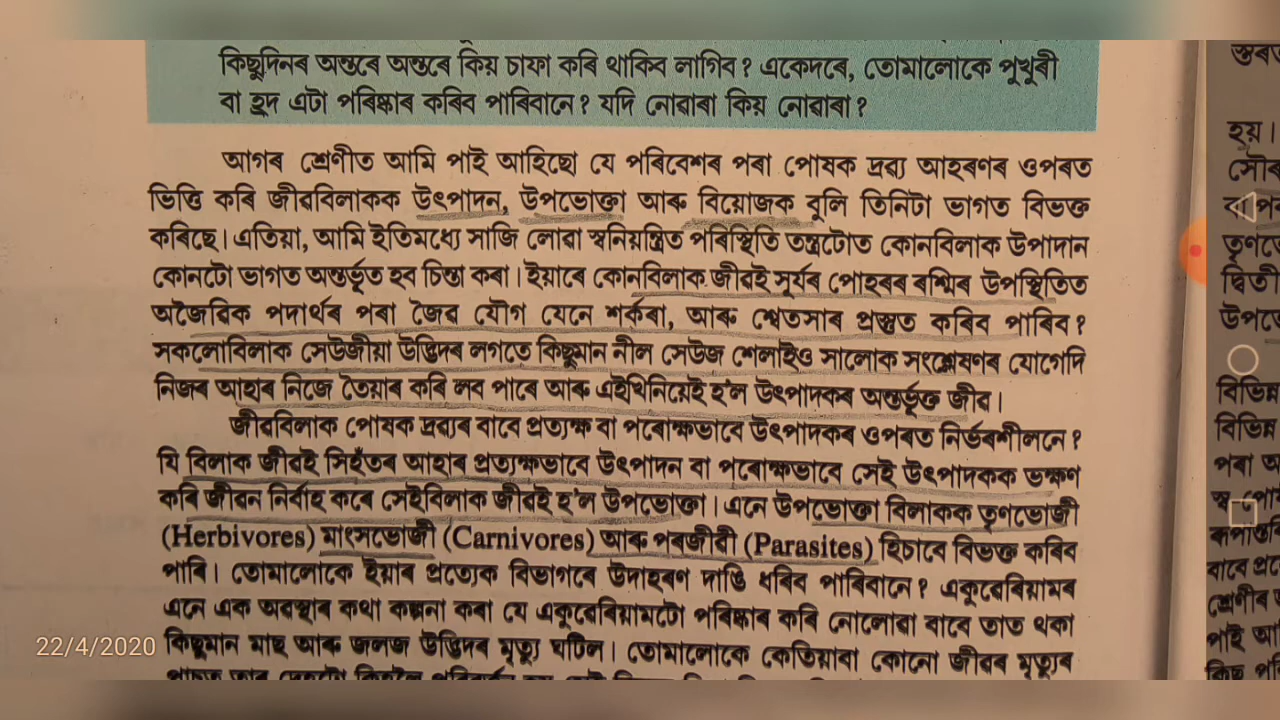 কিছুদিনৰ অন্তৰে অন্তৰে কিয় চাফা কৰি থাকিব লাগিব? একেদৰে, তোমালোকে পুখুৰী
বা হ্ৰদ এটা পৰিষ্কাৰ কৰিব পাৰিবানে? যদি নোৱাৰা কিয় নোৱাৰা?
আগৰ শ্ৰেণীত আমি পাই আহিছো যে পৰিবেশৰ পৰা পোষক দ্ৰব্য আহৰণৰ ওপৰত
ভিত্তি কৰি জীৱবিলাকক উৎপাদন, উপভোক্তা আৰু বিয়োজক বুলি তিনিটা ভাগত বিভক্ত
কৰিছে। এতিয়া, আমি ইতিমধ্যে সাজি লোৱা স্বনিয়ন্ত্ৰিত পৰিস্থিতি তন্ত্ৰটোত কোনবিলাক উপাদান
কোনটো ভাগত অন্তৰ্ভূত হব চিন্তা কৰা। ইয়াৰে কোনবিলাক জীৱই সূৰ্যৰ পোহৰৰ ৰশ্মিৰ উপস্থিতিত
অজৈৱিক পদাৰ্থৰ পৰা জৈৱ যৌগ যেনে শৰ্কৰা, আৰু শ্বেতসাৰ প্ৰস্তুত কৰিব পাৰিব?
সকলোবিলাক সেউজীয়া উদ্ভিদৰ লগতে কিছুমান নীল সেউজ শেলাইও সালোক সংশ্লেষণৰ যোগেদি
নিজৰ আহাৰ নিজে তৈয়াৰ কৰি লব পাৰে আৰু এইখিনিয়েই হ'ল উৎপাদকৰ অন্তৰ্ভূক্ত জীৱ।
জীৱবিলাক পোষক দ্ৰব্যৰ বাবে প্ৰত্যক্ষ বা পৰোক্ষভাবে উৎপাদকৰ ওপৰত নিৰ্ভৰশীলনে?
যি বিলাক জীৱই সিহঁতৰ আহাৰ প্ৰত্যক্ষভাবে উৎপাদন বা পৰোক্ষভাবে সেই উৎপাদকক ভক্ষণ
কৰি জীৱন নিৰ্বাহ কৰে সেইবিলাক জীৱই হ'ল উপভোক্তা। এনে উপভোক্তা বিলাকক তৃণভোজী
(Herbivores) মাংসভোজী (Carnivores) আৰু পৰজীৱী (Parasites) হিচাবে বিভক্ত কৰিব
পাৰি। তোমালোকে ইয়াৰ প্ৰত্যেক বিভাগৰে উদাহৰণ দাঙি ধৰিব পাৰিবানে? একুৱেৰিয়ামৰ
এনে এক অৱস্থাৰ কথা কল্পনা কৰা যে একুৱেৰিয়ামটো পৰিষ্কাৰ কৰি নোলোৱা বাবে তাত থকা
কিছুমান মাছ আৰু জলজ উদ্ভিদৰ মৃত্যু ঘটিল। তোমালোকে কেতিয়াবা কোনো জীৱৰ মৃত্যুৰ
22/4/2020
হয়।
তৃণভে
দ্বিতী
উপভে
বিভিন্ন
বিভিন্ন
পৰা
বাবে প্ৰে
শ্ৰেণীৰ
পাই